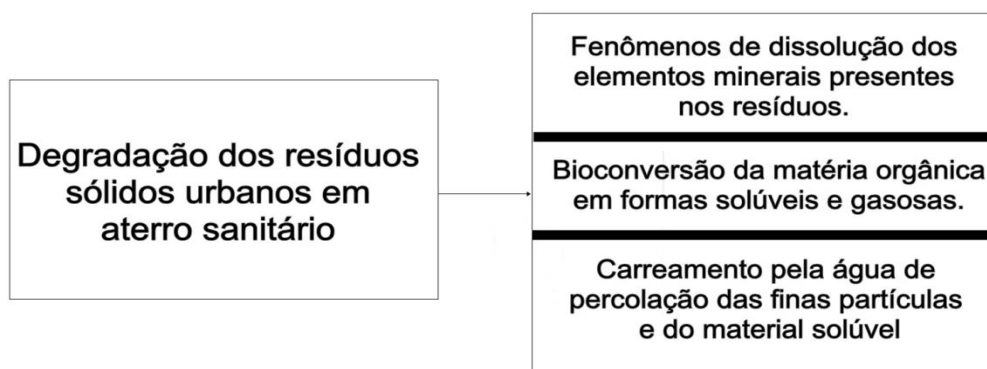 Degradação dos resíduos
sólidos urbanos em
aterro sanitário
Fenômenos de dissolução dos
elementos minerais presentes
nos resíduos.
Bioconversão da matéria orgânica
em formas solúveis e gasosas.
Carreamento pela água de
percolação das finas partículas
e do material solúvel